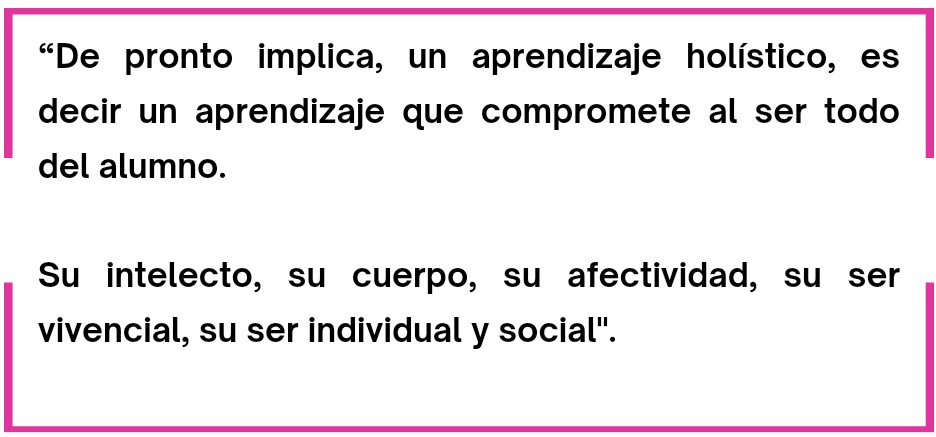 “De pronto implica, un aprendizaje holístico, es
decir un aprendizaje que compromete al ser todo
del alumno.
Su intelecto, su cuerpo, su afectividad, su ser
vivencial, su ser individual y social".